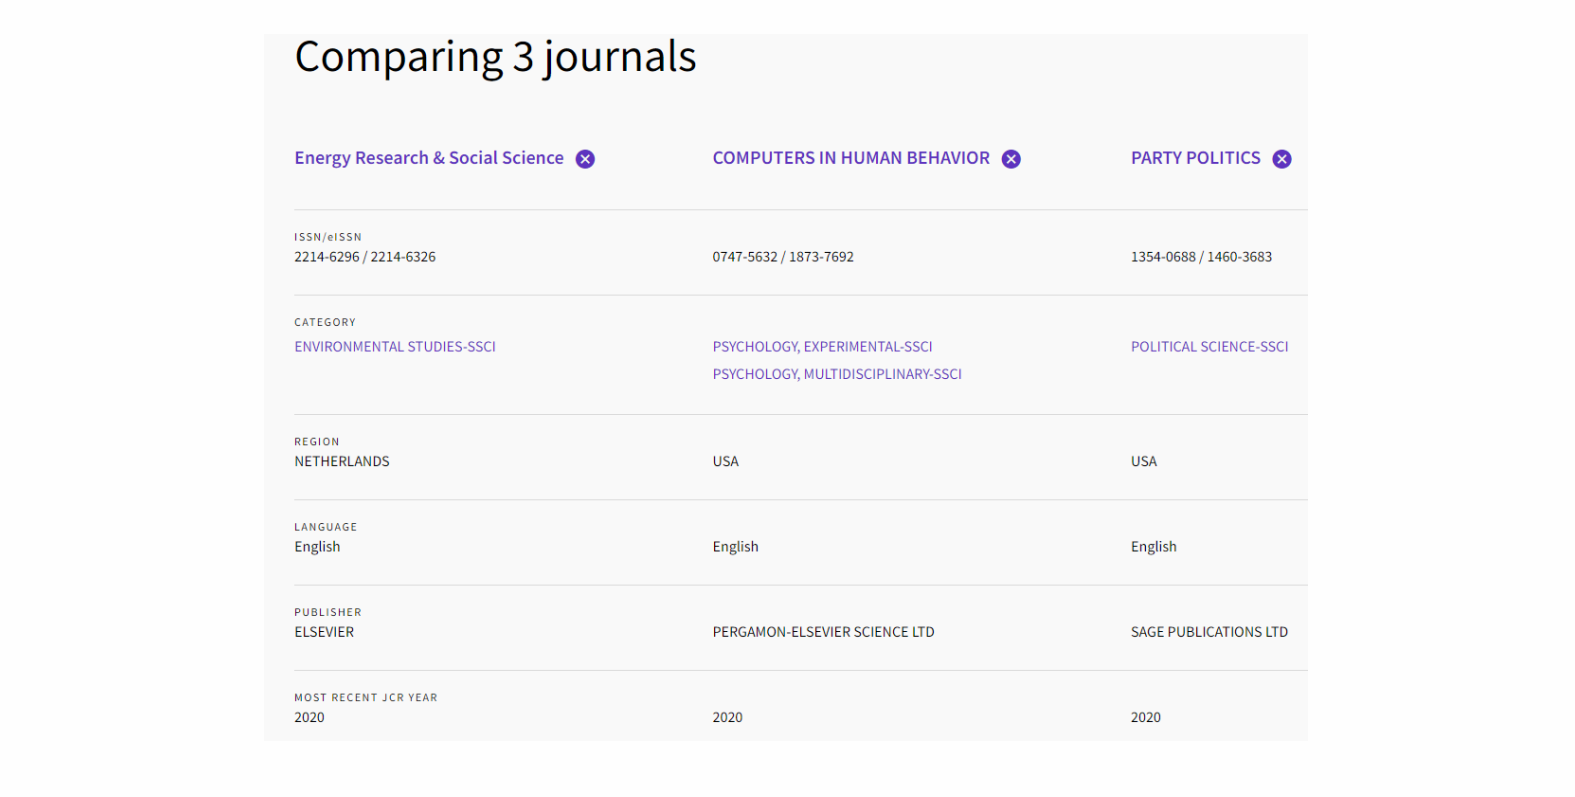 Comparing 3 journals
Energy Research & Social Science COMPUTERS IN HUMAN BEHAVIOR PARTY POLITICS
ISSN/eISSN
2214-6296 / 2214-6326 0747-5632 / 1873-7692 1354-0688 / 1460-3683
CATEGORY
ENVIRONMENTAL STUDIES-SSCI PSYCHOLOGY, EXPERIMENTAL-SSCI POLITICAL SCIENCE-SSCI
PSYCHOLOGY, MULTIDISCIPLINARY-SSCI
REGION
NETHERLANDS USA USA
LANGUAGE
English English English
PUBLISHER
ELSEVIER PERGAMON-ELSEVIER SCIENCE LTD SAGE PUBLICATIONS LTD
MOST RECENT JCR YEAR
2020 2020 2020